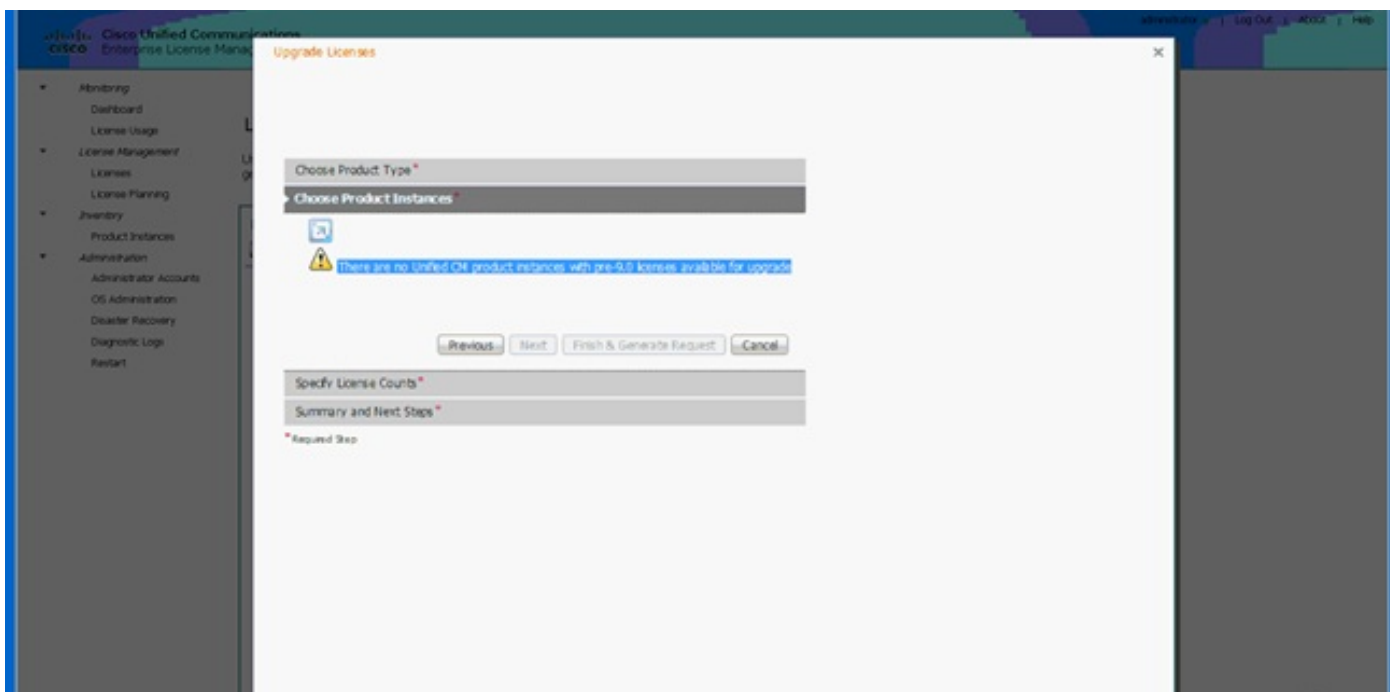 Cisco Unified Communications
CISCO Enterprise License Manag
administrator | Log Out | About | Help
Upgrade Licenses
Monitoring
Dashboard
License Usage
License Management
Licenses
License Planning
Inventory
Product Instances
Administration
Administrator Accounts
OS Administration
Disaster Recovery
Diagnostic Logs
Restart
Choose Product Type*
Choose Product Instances*
There are no Unified CM product instances with pre-9.0 licenses available for upgrade
Previous Next Finish & Generate Request Cancel
Specify License Counts*
Summary and Next Steps*
*Required Step